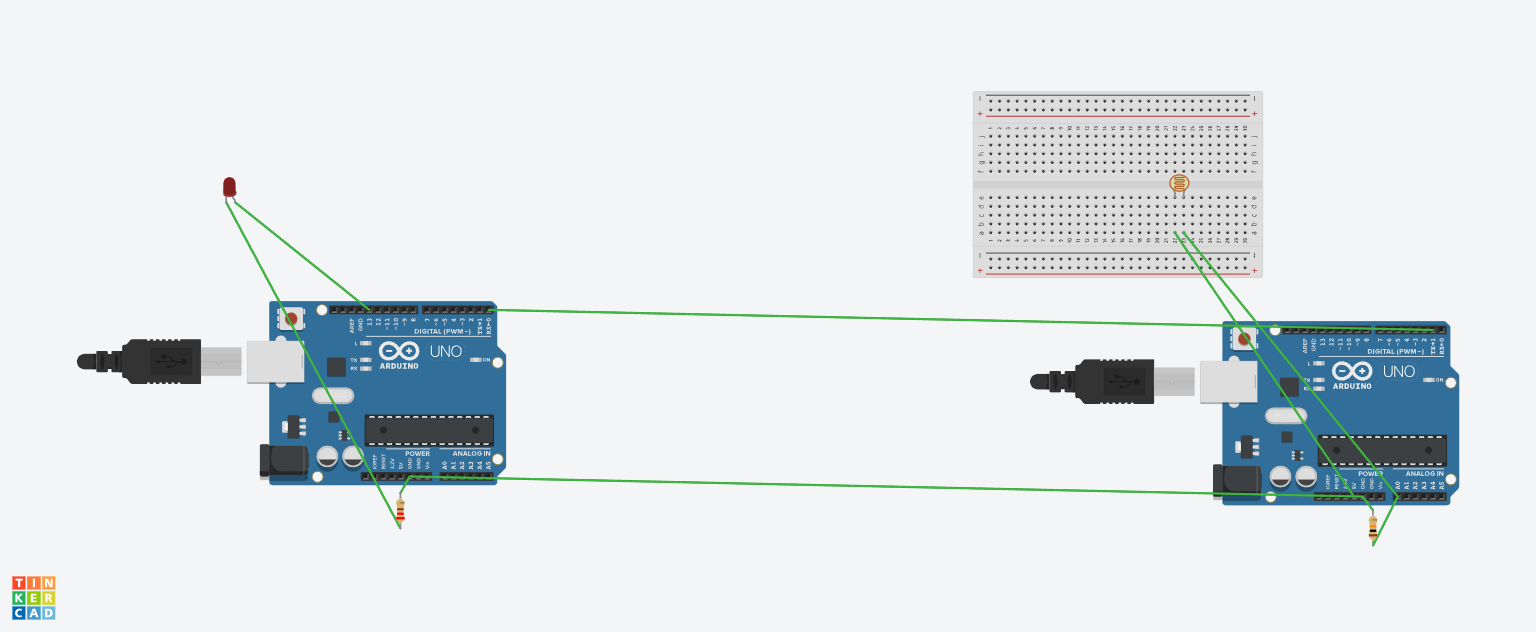 AREF
GND
13
12
~11
~10
~9
8
7
~6
~5
4
~3
2
TX→1
RX←0
DIGITAL (PWM~)
L
TX
RX
UNO
ARDUINO
ON
POWER
ANALOG IN
IOREF
RESET
3.3V
5V
GND
GND
Vin
A0
A1
A2
A3
A4
A5
AREF
GND
13
12
~11
~10
~9
8
7
~6
~5
4
~3
2
TX→1
RX←0
DIGITAL (PWM~)
L
UNO
ARDUINO
ON
POWER
ANALOG IN
IOREF
RESET
5V
GND
GND
Vin
A0
A1
A2
A3
A4
A5
TIN
KER
CAD